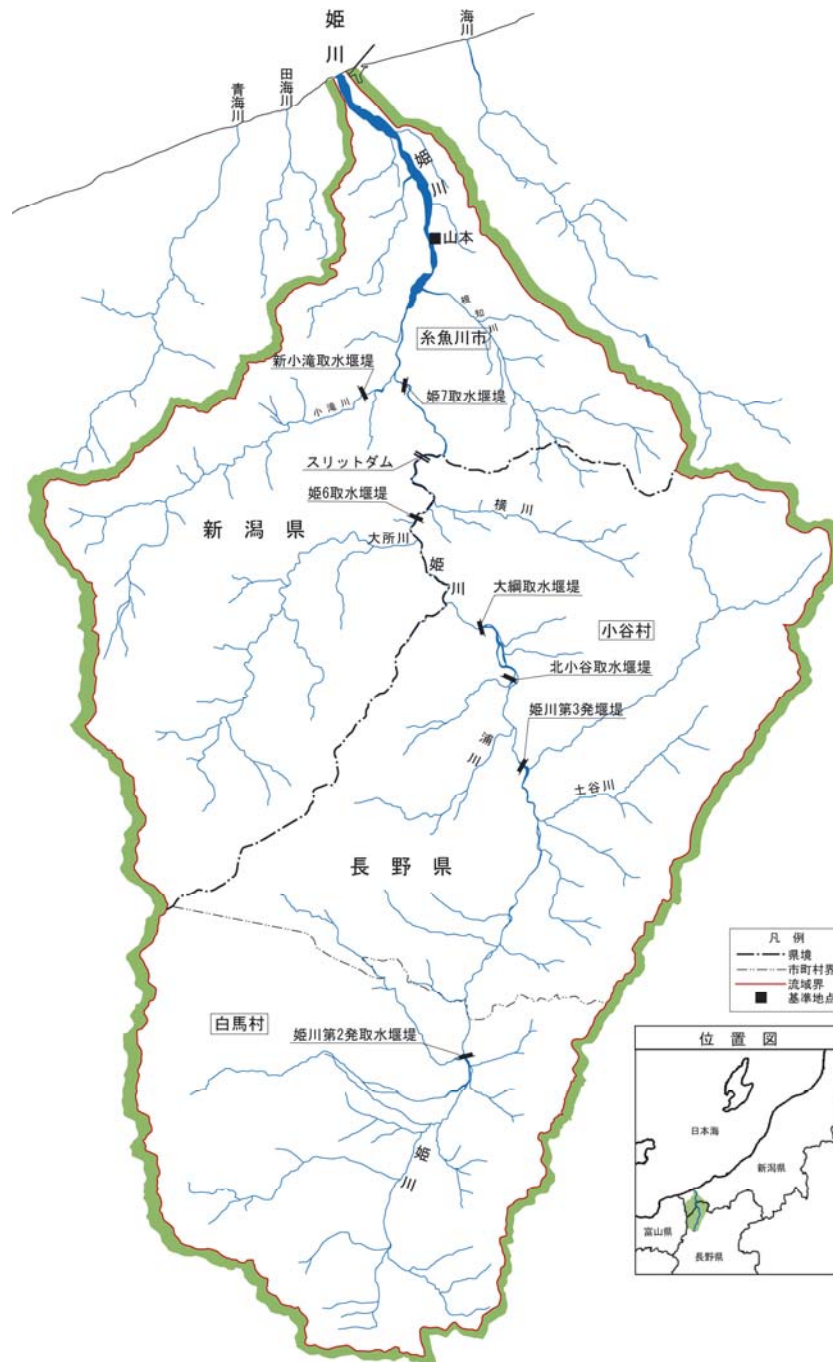 姫川
海川
田海川
青海川
姫川
山本
根知川
糸魚川市
新小滝取水堰堤
姫7取水堰堤
小滝川
スリットダム
姫6取水堰堤
横川
新潟県
大所川
姫川
大綱取水堰堤
小谷村
北小谷取水堰堤
姫川第3発堰堤
浦川
土谷川
長野県
凡 例
県境
市町村界
流域界
基準地点
白馬村
姫川第2発取水堰堤
姫川
位 置 図
日本海
新潟県
富山県
長野県